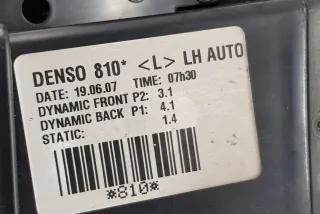 DENSO 810* <L> LH AUTO
DATE: 19.06.07 TIME: 07h30
DYNAMIC FRONT P2: 3.1
DYNAMIC BACK P1: 4.1
STATIC: 1.4
*810*